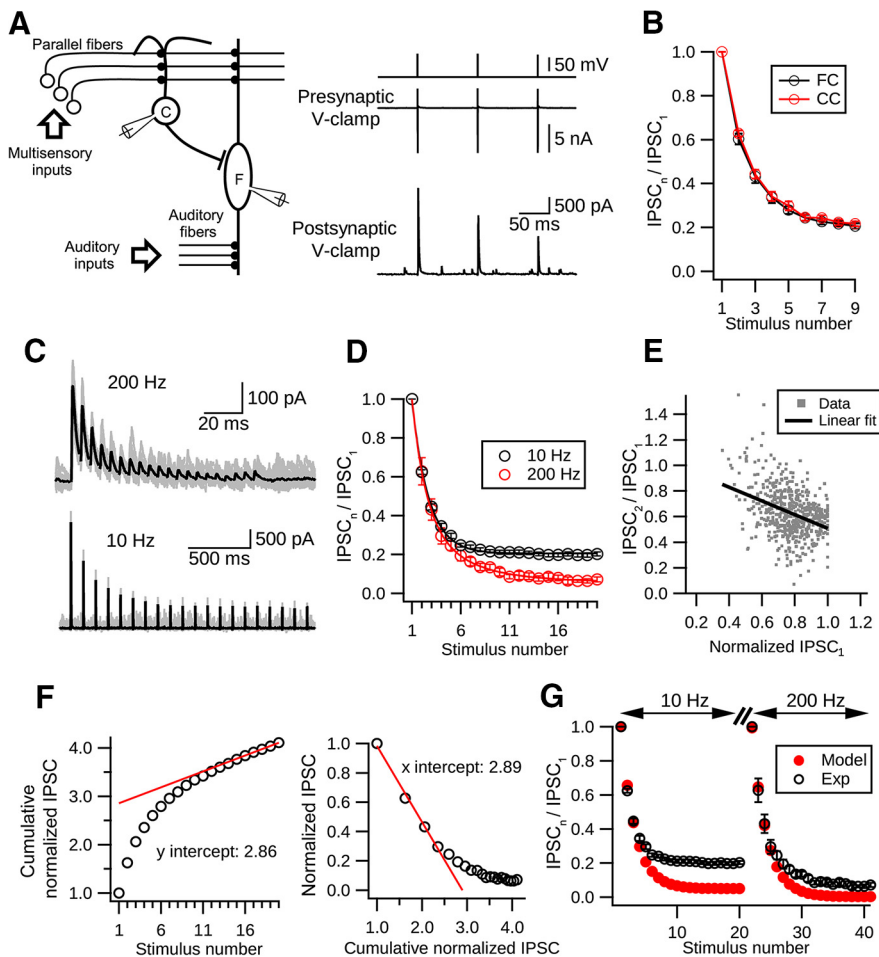 A
Parallel fibers
C
F
Multisensory
inputs
Auditory
fibers
Auditory
inputs
50 mV
Presynaptic
V-clamp
5 nA
Postsynaptic
V-clamp
500 pA
50 ms
B
IPSCn / IPSC1
1.0
0.8
0.6
0.4
0.2
0.0
FC
CC
1 3 5 7 9
Stimulus number
C
200 Hz
100 pA
20 ms
10 Hz
500 pA
500 ms
D
IPSCn / IPSC1
1.0
0.8
0.6
0.4
0.2
0.0
10 Hz
200 Hz
1 6 11 16
Stimulus number
E
IPSC2 / IPSC1
1.4
1.2
1.0
0.8
0.6
0.4
0.2
0.0
Data
Linear fit
0.2 0.4 0.6 0.8 1.0 1.2
Normalized IPSC1
F
Cumulative
normalized IPSC
4.0
3.0
2.0
1.0
y intercept: 2.86
1 6 11 16
Stimulus number
Normalized IPSC
1.0
0.8
0.6
0.4
0.2
0.0
x intercept: 2.89
1.0 2.0 3.0 4.0
Cumulative normalized IPSC
G
10 Hz 200 Hz
IPSCn / IPSC1
1.0
0.8
0.6
0.4
0.2
0.0
Model
Exp
10 20 30 40
Stimulus number